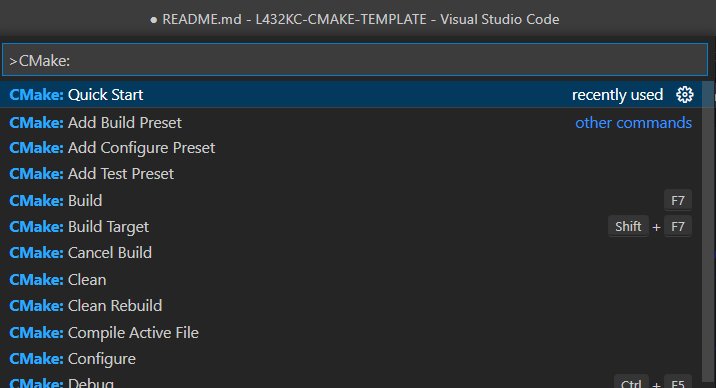 ● README.md - L432KC-CMAKE-TEMPLATE - Visual Studio Code
>CMake:
CMake: Quick Start recently used
CMake: Add Build Preset other commands
CMake: Add Configure Preset
CMake: Add Test Preset
CMake: Build F7
CMake: Build Target Shift + F7
CMake: Cancel Build
CMake: Clean
CMake: Clean Rebuild
CMake: Compile Active File
CMake: Configure
CMake: Debug Ctrl + F5